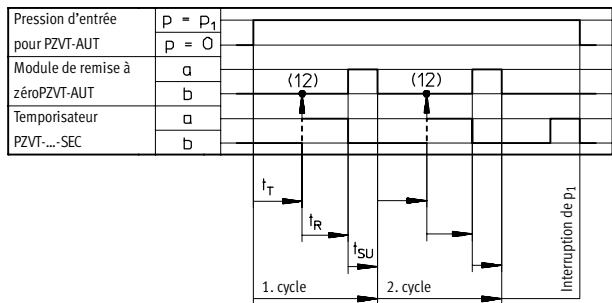 Pression d'entrée
pour PZVT-AUT
p = p1
p = 0
Module de remise à
zéroPZVT-AUT
a
b
(12)
(12)
Temporisateur
PZVT-...-SEC
a
b
tT
tR
tSU
1. cycle
2. cycle
Interruption de p1